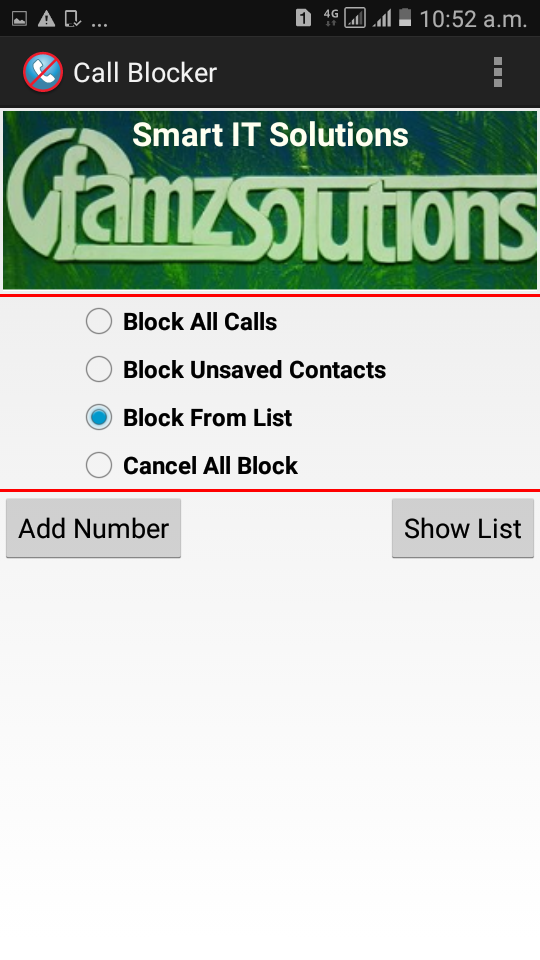 ... 1 4G 10:52 a.m.
Call Blocker
Smart IT Solutions
famzsolutions
Block All Calls
Block Unsaved Contacts
Block From List
Cancel All Block
Add Number Show List